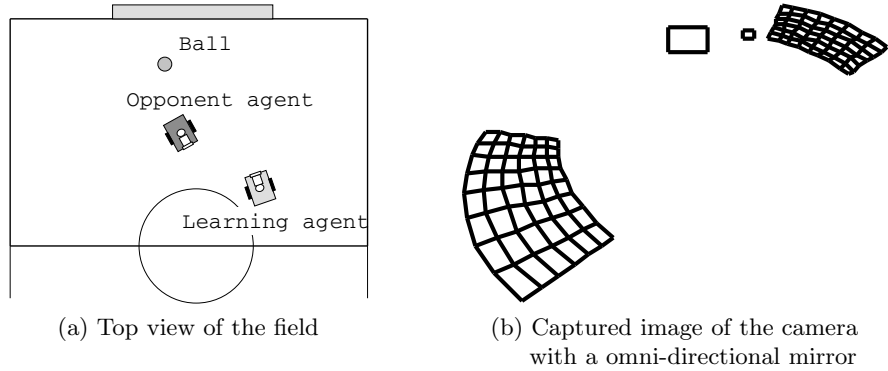 Ball
Opponent agent
Learning agent
(a) Top view of the field
(b) Captured image of the camera
with a omni-directional mirror